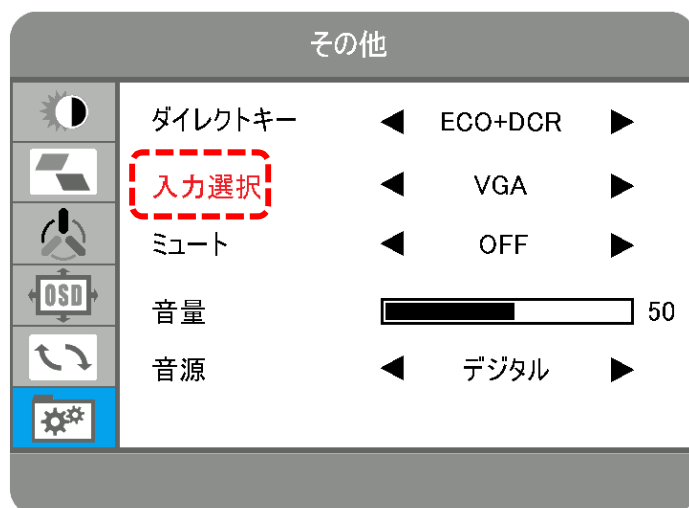 その他
ダイレクトキー ECO+DCR
入力選択 VGA
ミュート OFF
OSD
音量 50
音源 デジタル